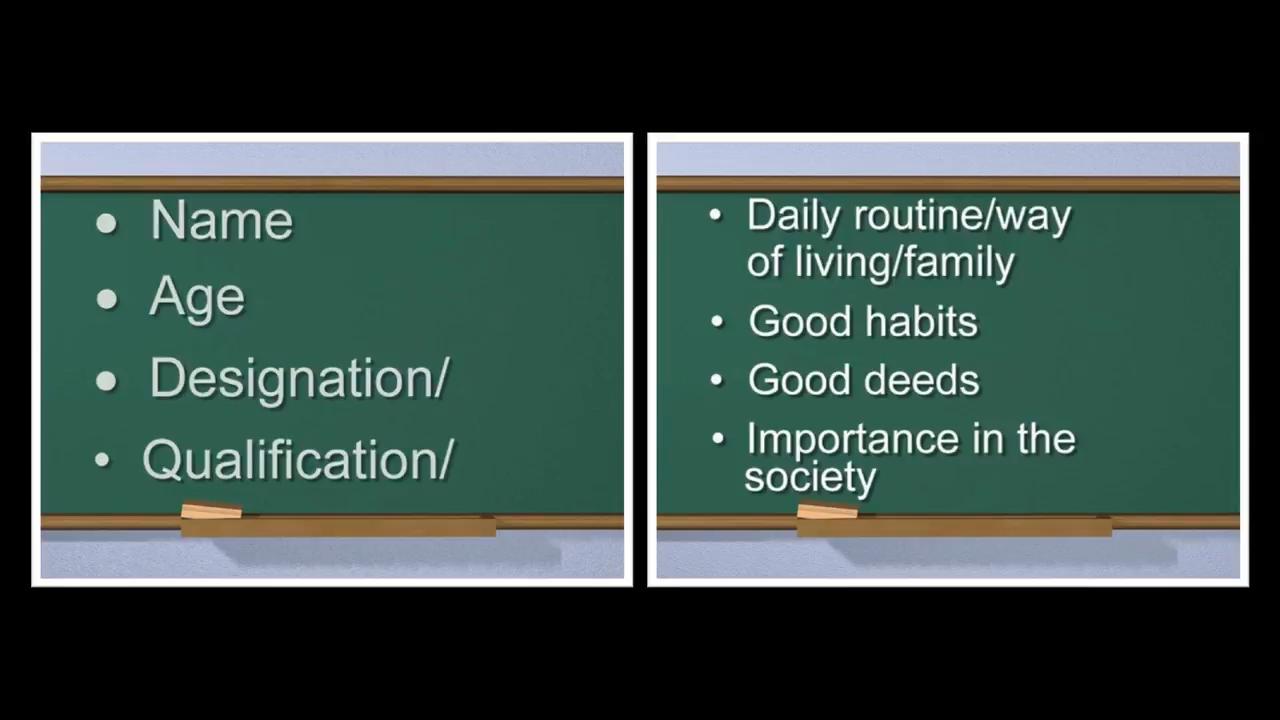 • Name
• Age
• Designation/
• Qualification/
• Daily routine/way
of living/family
• Good habits
• Good deeds
• Importance in the
society